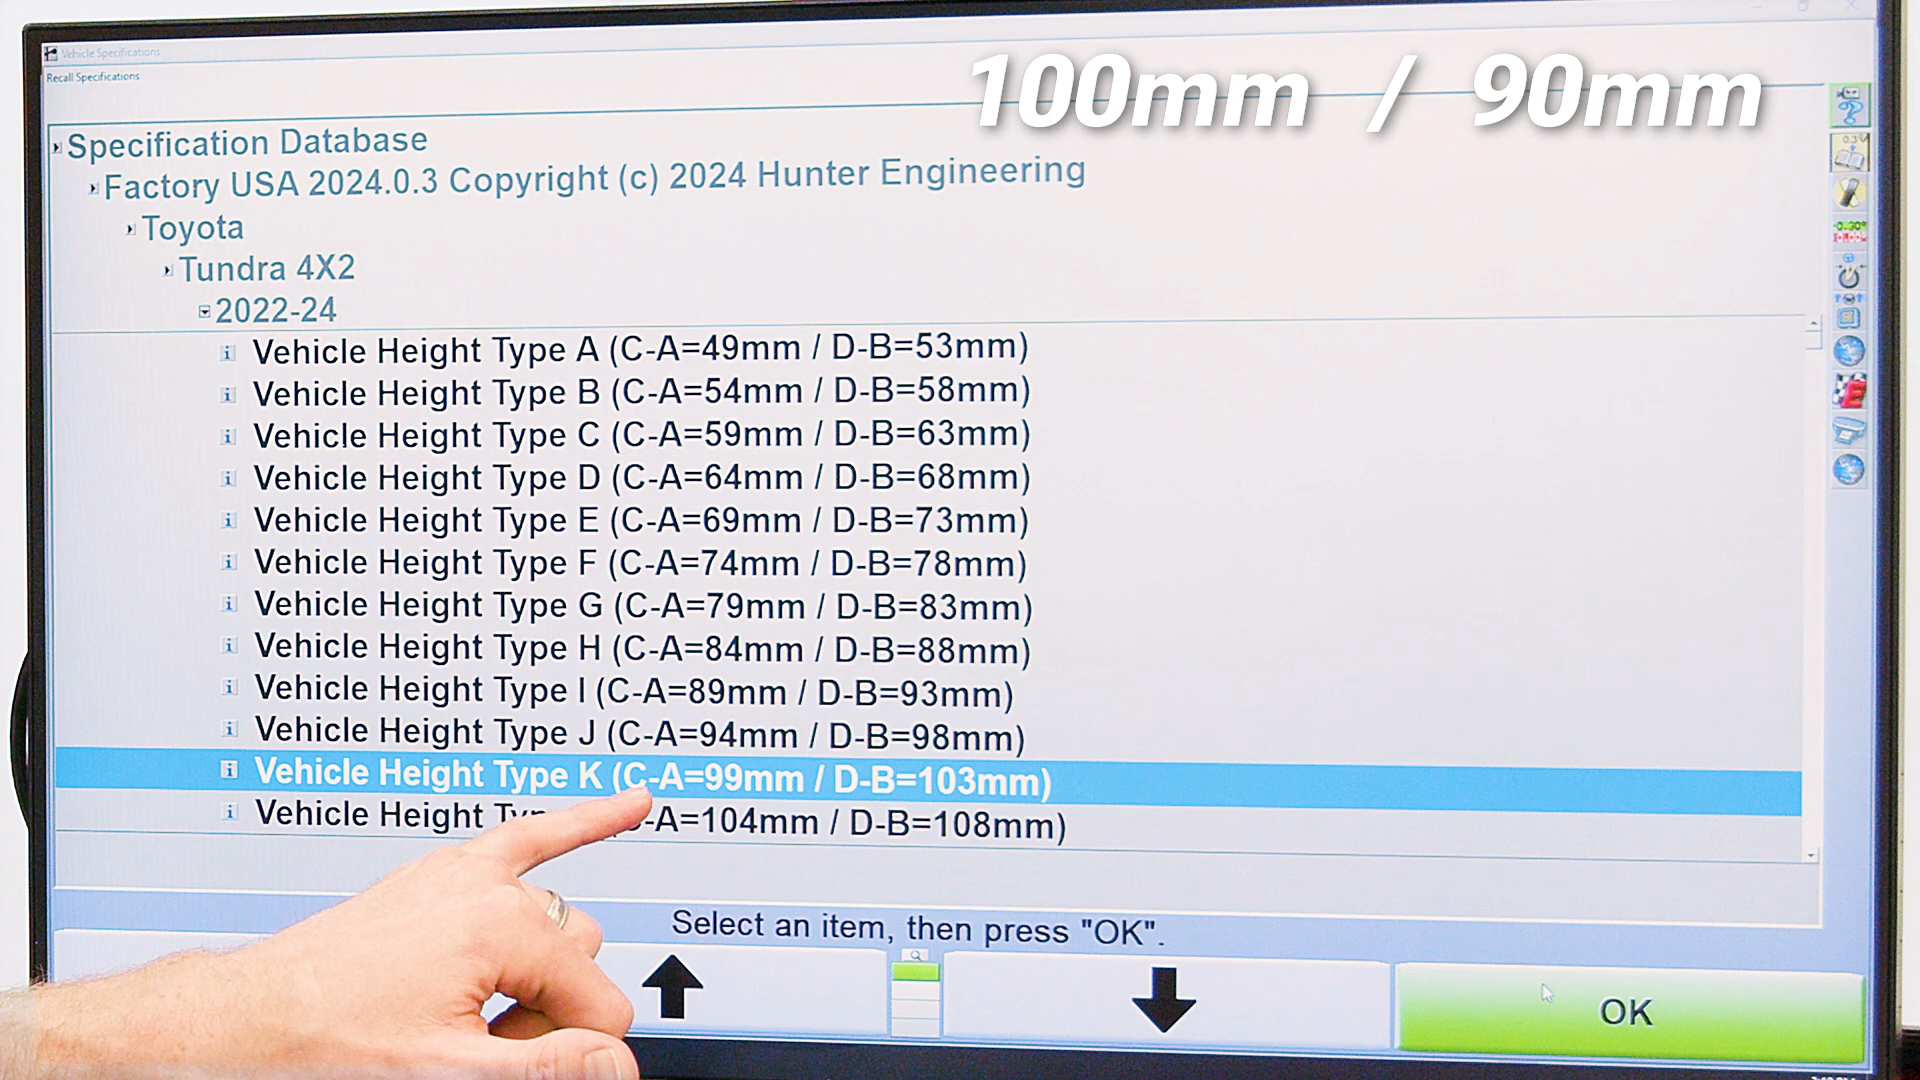 Vehicle Specifications
Recall Specifications
100mm / 90mm
Specification Database
Factory USA 2024.0.3 Copyright (c) 2024 Hunter Engineering
Toyota
Tundra 4X2
2022-24
Vehicle Height Type A (C-A=49mm / D-B=53mm)
Vehicle Height Type B (C-A=54mm / D-B=58mm)
Vehicle Height Type C (C-A=59mm / D-B=63mm)
Vehicle Height Type D (C-A=64mm / D-B=68mm)
Vehicle Height Type E (C-A=69mm / D-B=73mm)
Vehicle Height Type F (C-A=74mm / D-B=78mm)
Vehicle Height Type G (C-A=79mm / D-B=83mm)
Vehicle Height Type H (C-A=84mm / D-B=88mm)
Vehicle Height Type I (C-A=89mm / D-B=93mm)
Vehicle Height Type J (C-A=94mm / D-B=98mm)
Vehicle Height Type K (C-A=99mm / D-B=103mm)
Vehicle Height -A=104mm / D-B=108mm)
Select an item, then press "OK".
OK